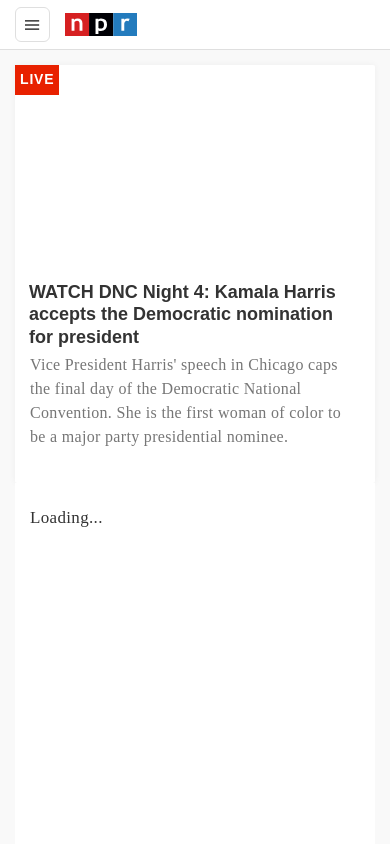 npr
LIVE
WATCH DNC Night 4: Kamala Harris
accepts the Democratic nomination
for president
Vice President Harris' speech in Chicago caps
the final day of the Democratic National
Convention. She is the first woman of color to
be a major party presidential nominee.
Loading...